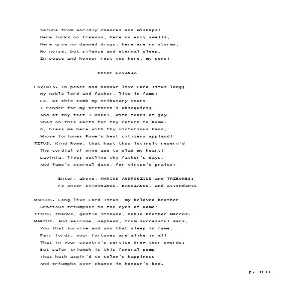 Secure from worldly chances and mishaps!
Here lurks no treason, here no envy swells,
Here grow no damned drugs, here are no storms,
No noise, but silence and eternal sleep.
In peace and honour rest you here, my sons!
Enter LAVINIA
LAVINIA. In peace and honour live Lord Titus long;
My noble lord and father, live in fame!
Lo, at this tomb my tributary tears
I render for my brethren's obsequies;
And at thy feet I kneel, with tears of joy
Shed on this earth for thy return to Rome.
O, bless me here with thy victorious hand,
Whose fortunes Rome's best citizens applaud!
TITUS. Kind Rome, that hast thus lovingly reserv'd
The cordial of mine age to glad my heart!
Lavinia, live; outlive thy father's days,
And fame's eternal date, for virtue's praise!
Enter, above, MARCUS ANDRONICUS and TRIBUNES;
re-enter SATURNINUS, BASSIANUS, and attendants
MARCUS. Long live Lord Titus, my beloved brother,
Gracious triumpher in the eyes of Rome!
TITUS. Thanks, gentle Tribune, noble brother Marcus.
MARCUS. And welcome, nephews, from successful wars,
You that survive and you that sleep in fame.
Fair lords, your fortunes are alike in all
That in your country's service drew your swords;
But safer triumph is this funeral pomp
That hath aspir'd to Solon's happiness
And triumphs over chance in honour's bed.